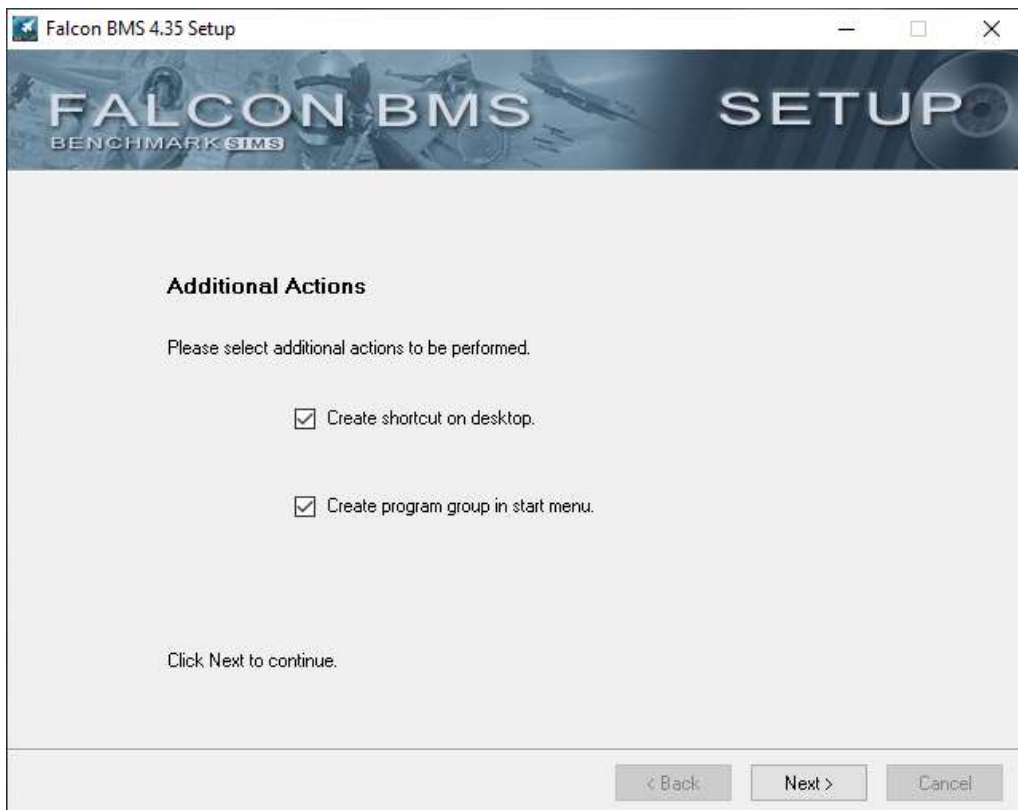 Falcon BMS 4.35 Setup
FALCON BMS SETUP
BENCHMARK SIMS
Additional Actions
Please select additional actions to be performed.
Create shortcut on desktop.
Create program group in start menu.
Click Next to continue.
< Back Next > Cancel